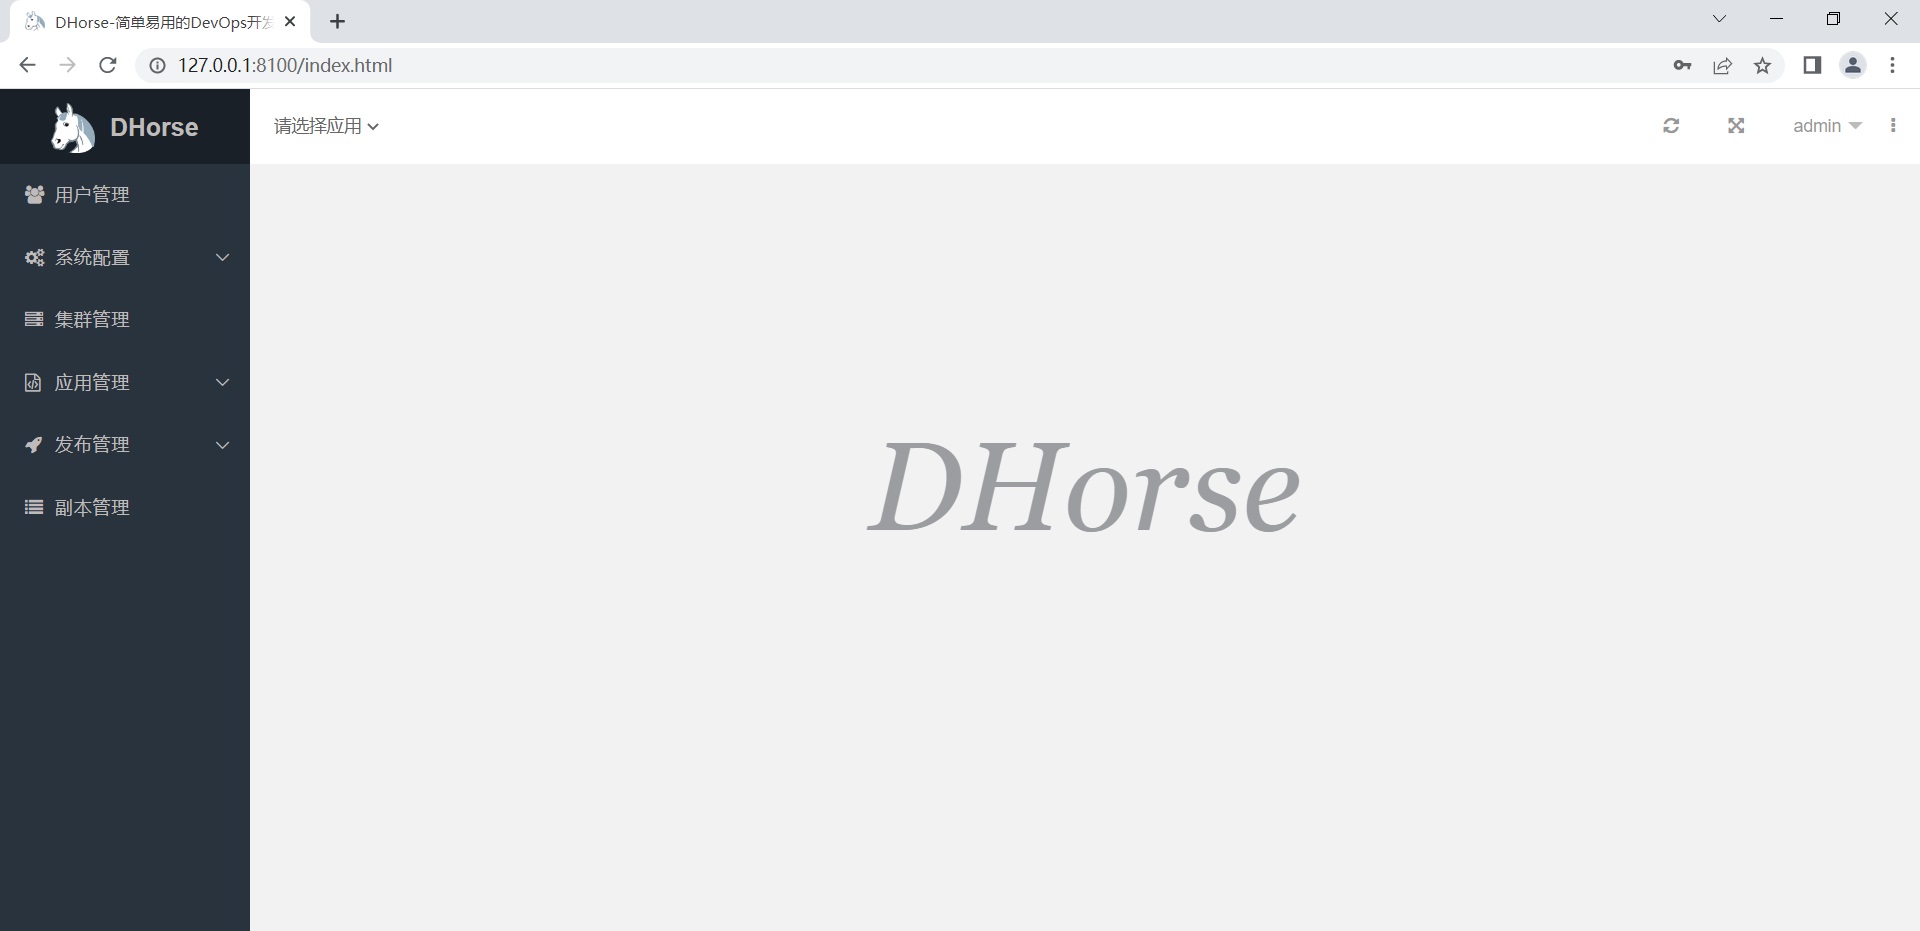 DHorse-简单易用的DevOps开发
127.0.0.1:8100/index.html
DHorse
请选择应用
admin
用户管理
系统配置
集群管理
应用管理
发布管理
副本管理
DHorse